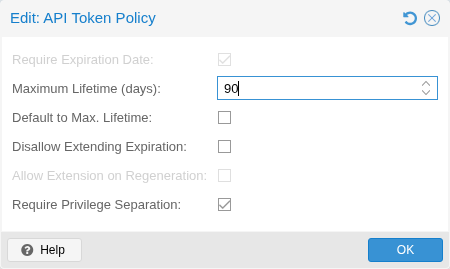 Edit: API Token Policy
Require Expiration Date:
Maximum Lifetime (days): 90
Default to Max. Lifetime:
Disallow Extending Expiration:
Allow Extension on Regeneration:
Require Privilege Separation:
Help OK